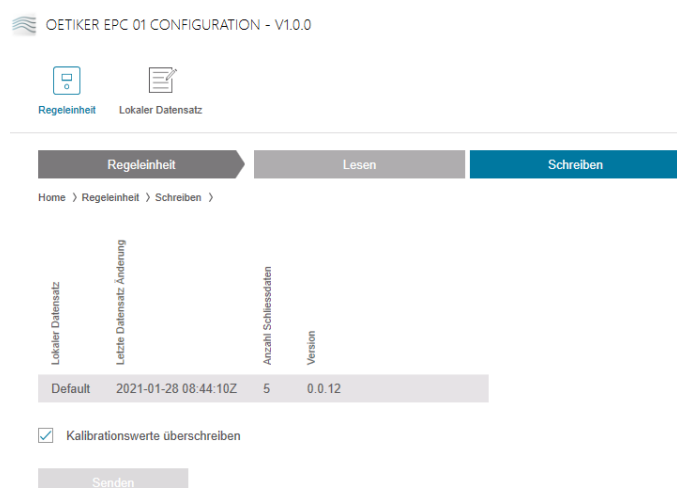 OETIKER EPC 01 CONFIGURATION - V1.0.0
Regeleinheit Lokaler Datensatz
Regeleinheit Lesen Schreiben
Home > Regeleinheit > Schreiben >
Lokaler Datensatz Letzte Datensatz Änderung Anzahl Schliessdaten Version
Default 2021-01-28 08:44:10Z 5 0.0.12
Kalibrationswerte überschreiben
Senden